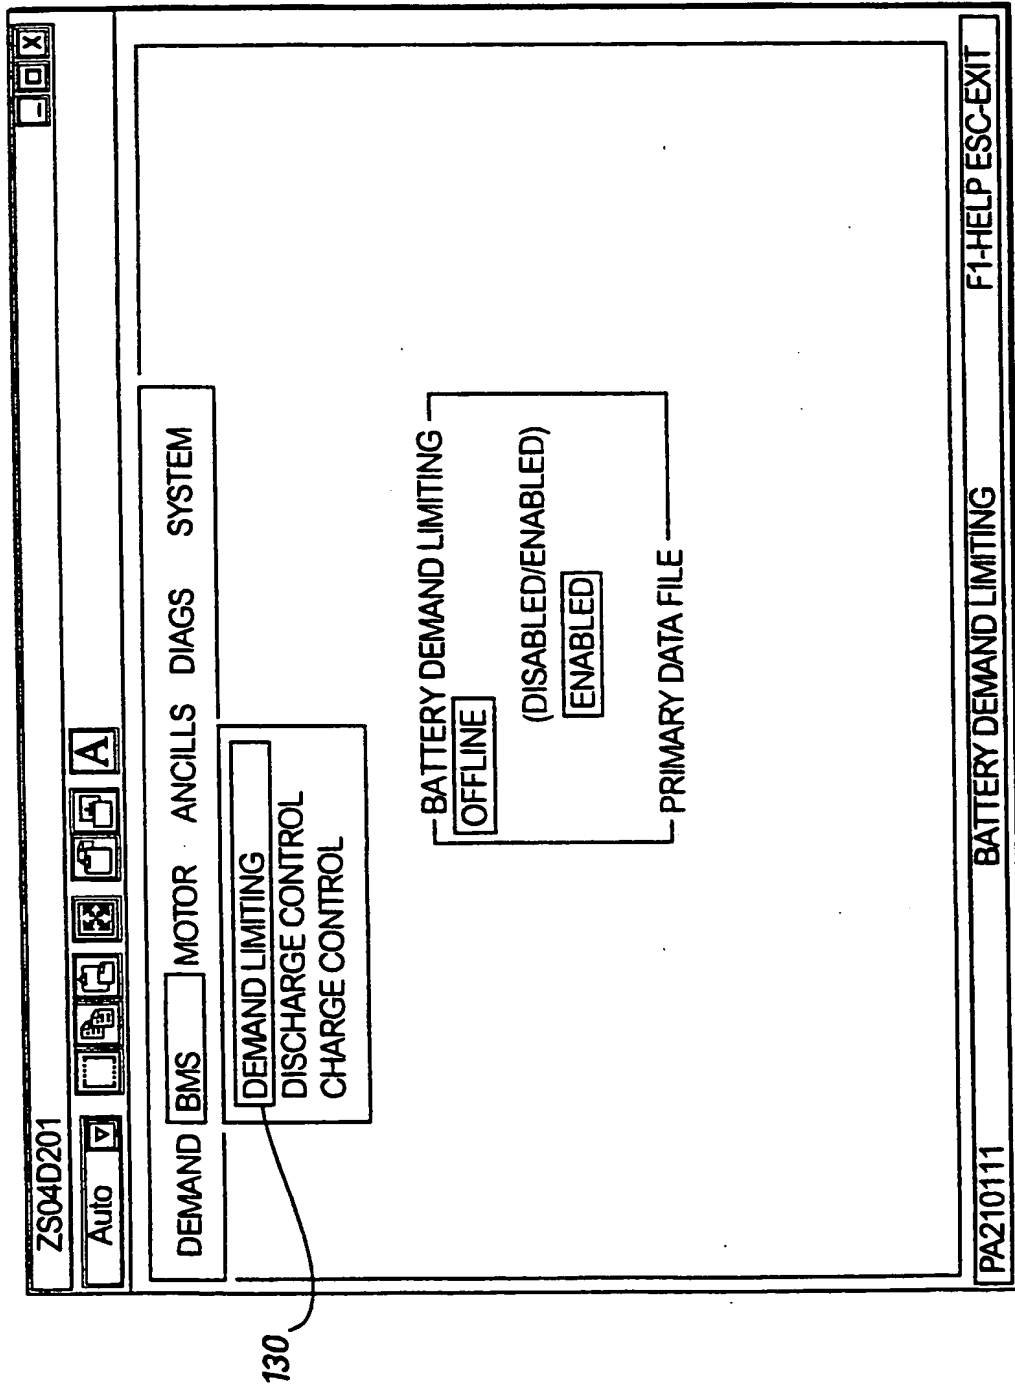 ZS04D201
Auto A
DEMAND BMS MOTOR ANCILLS DIAGS SYSTEM
DEMAND LIMITING
DISCHARGE CONTROL
CHARGE CONTROL
130
BATTERY DEMAND LIMITING
OFFLINE
(DISABLED/ENABLED)
ENABLED
PRIMARY DATA FILE
PA210111 BATTERY DEMAND LIMITING F1-HELP ESC-EXIT